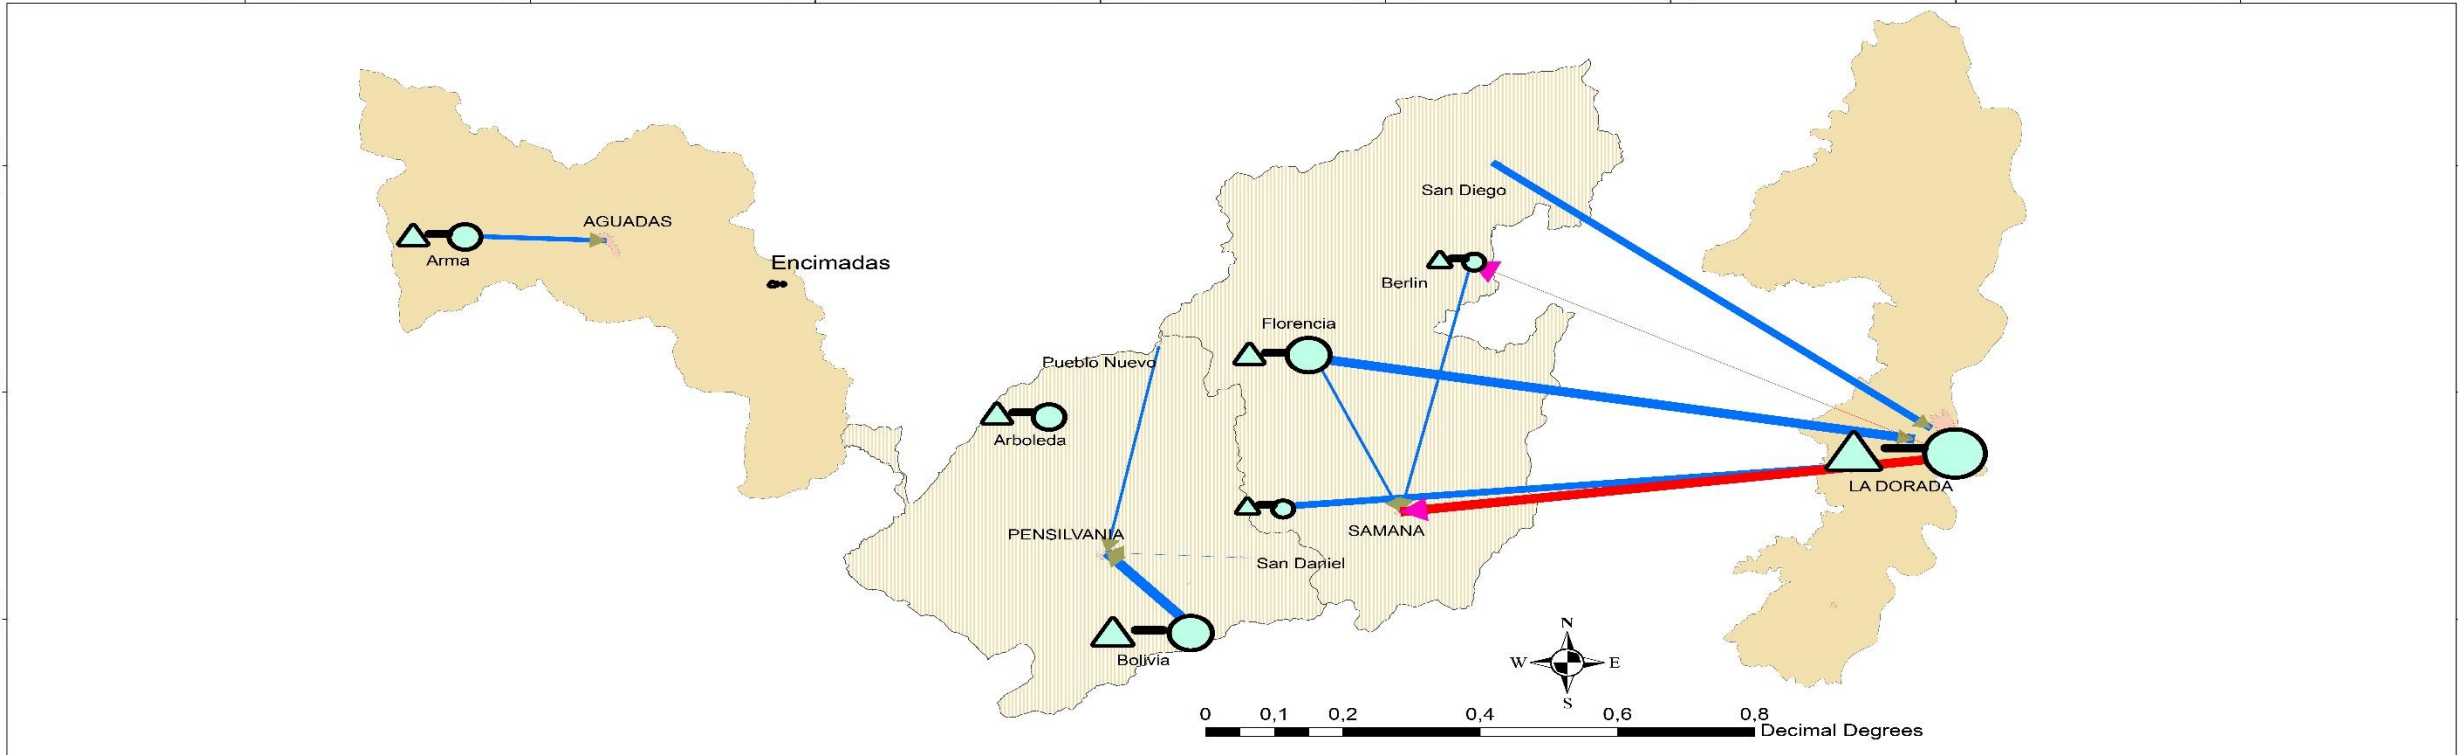 San Diego
AGUADAS
Arma
Encimadas
Berlin
Florencia
Pueblo Nuevo
Arboleda
LA DORADA
SAMANA
PENSILVANIA
San Daniel
Bolivia
N
W E
S
0 0,1 0,2 0,4 0,6 0,8
Decimal Degrees